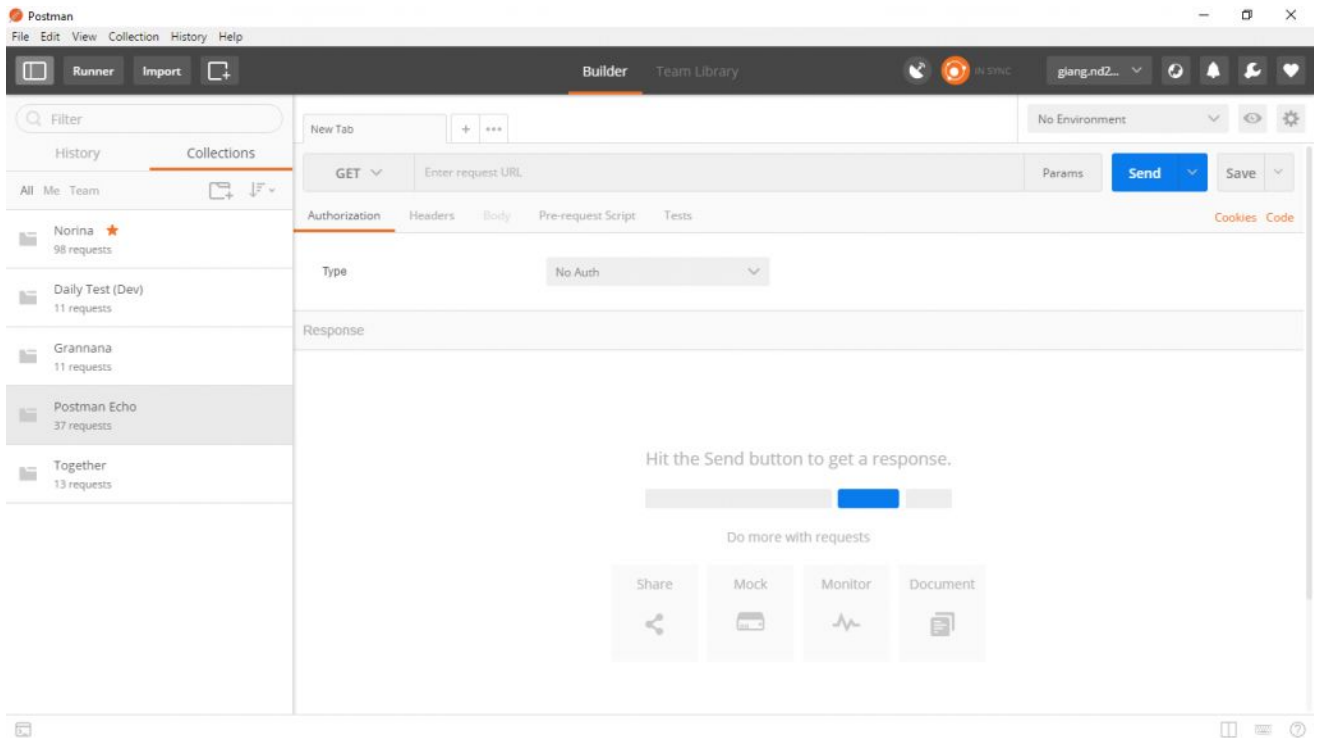 Postman
File Edit View Collection History Help
Runner Import Builder Team Library IN SYNC giang.nd2...
Filter
History Collections
All Me Team
Norina
98 requests
Daily Test (Dev)
11 requests
Grannana
11 requests
Postman Echo
37 requests
Together
13 requests
New Tab + ••• No Environment
GET Enter request URL Params Send Save
Authorization Headers Body Pre-request Script Tests Cookies Code
Type No Auth
Response
Hit the Send button to get a response.
Do more with requests
Share Mock Monitor Document